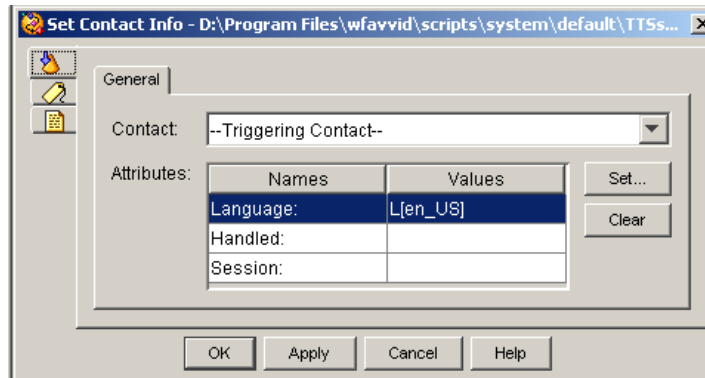 Set Contact Info - D:\Program Files\wfavvid\scripts\system\default\TTSs...
General
Contact: --Triggering Contact--
Attributes: Names Values Set...
Language: L[en_US] Clear
Handled:
Session:
OK Apply Cancel Help